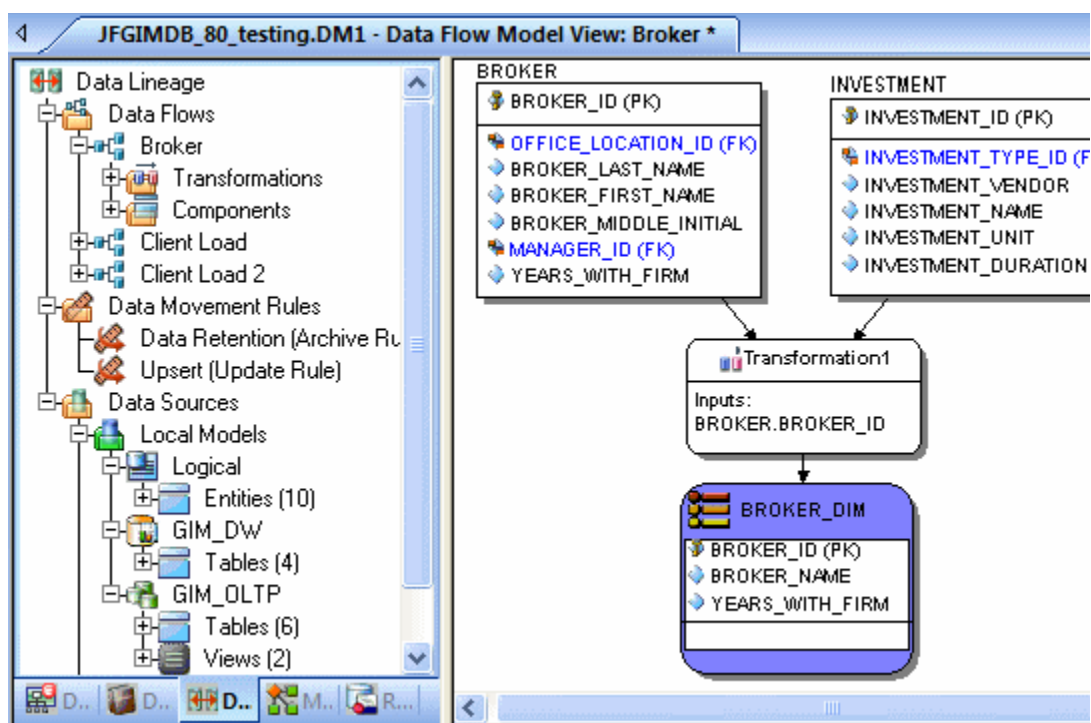 JFGIMDB_80_testing.DM1 - Data Flow Model View: Broker *
Data Lineage
Data Flows
Broker
Transformations
Components
Client Load
Client Load 2
Data Movement Rules
Data Retention (Archive Ru
Upsert (Update Rule)
Data Sources
Local Models
Logical
Entities (10)
GIM_DW
Tables (4)
GIM_OLTP
Tables (6)
Views (2)
D..
D..
D..
M..
R...
BROKER
BROKER_ID (PK)
OFFICE_LOCATION_ID (FK)
BROKER_LAST_NAME
BROKER_FIRST_NAME
BROKER_MIDDLE_INITIAL
MANAGER_ID (FK)
YEARS_WITH_FIRM
INVESTMENT
INVESTMENT_ID (PK)
INVESTMENT_TYPE_ID (F
INVESTMENT_VENDOR
INVESTMENT_NAME
INVESTMENT_UNIT
INVESTMENT_DURATION
Transformation1
Inputs:
BROKER.BROKER_ID
BROKER_DIM
BROKER_ID (PK)
BROKER_NAME
YEARS_WITH_FIRM